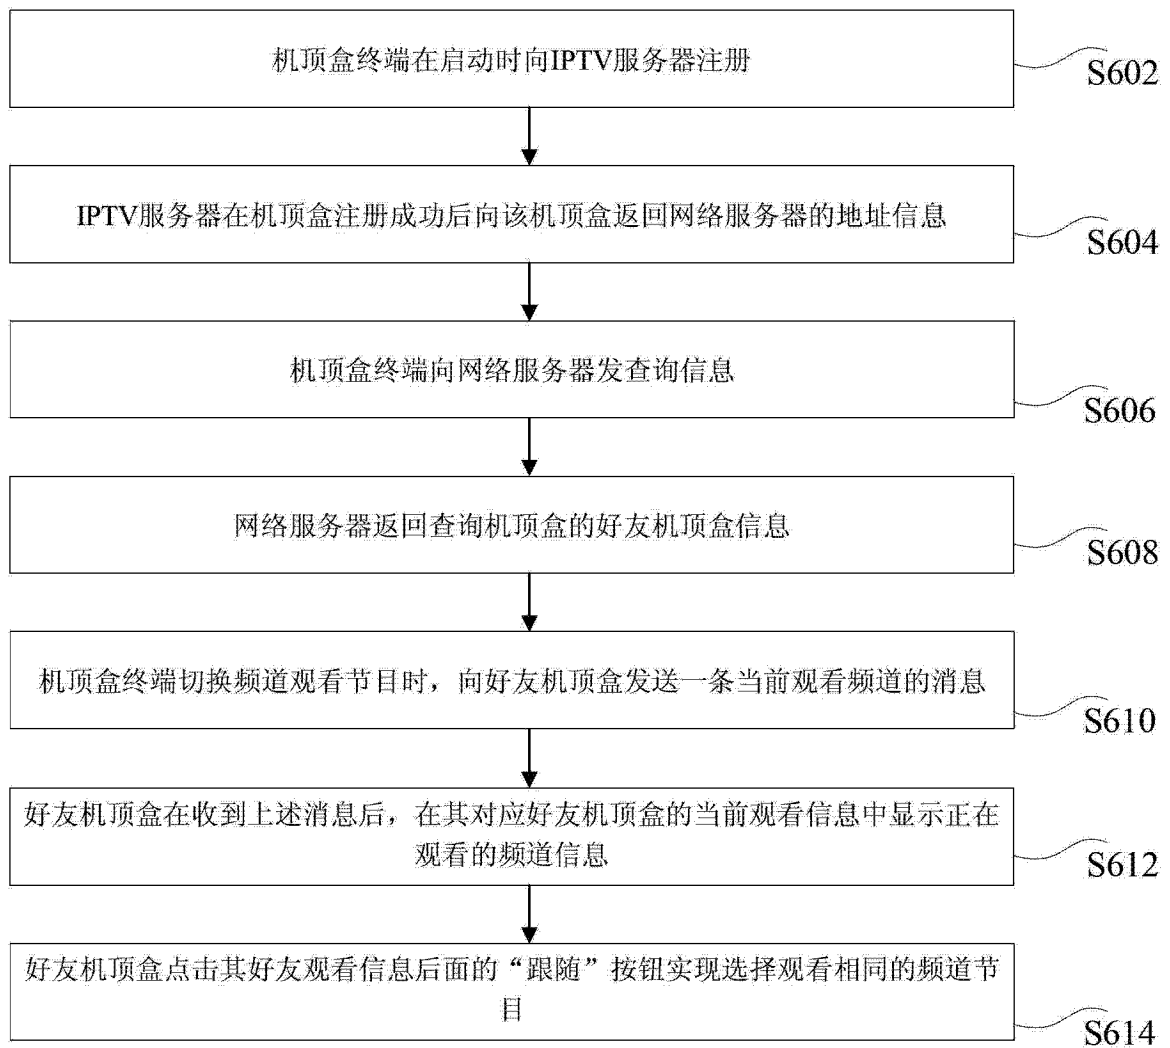 机顶盒终端在启动时向IPTV服务器注册
S602
IPTV服务器在机顶盒注册成功后向该机顶盒返回网络服务器的地址信息
S604
机顶盒终端向网络服务器发查询信息
S606
网络服务器返回查询机顶盒的好友机顶盒信息
S608
机顶盒终端切换频道观看节目时，向好友机顶盒发送一条当前观看频道的消息
S610
好友机顶盒在收到上述消息后，在其对应好友机顶盒的当前观看信息中显示正在
观看的频道信息
S612
好友机顶盒点击其好友观看信息后面的“跟随”按钮实现选择观看相同的频道节
目
S614